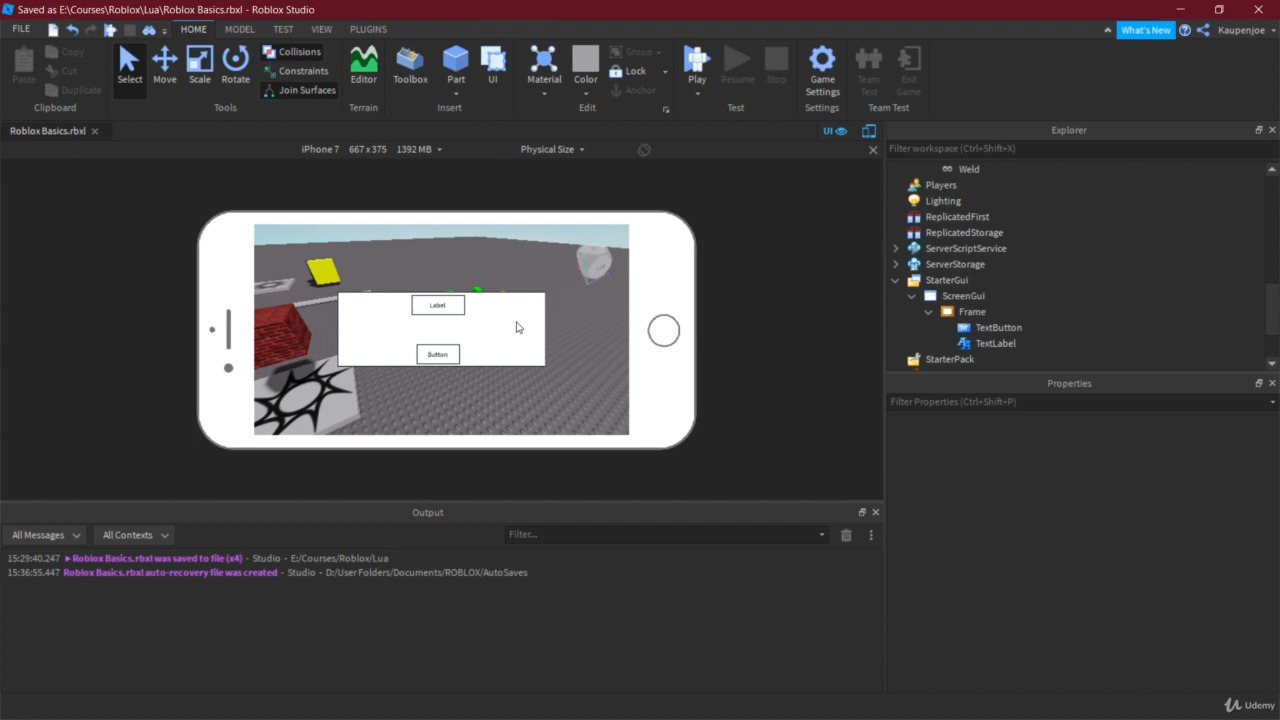 Saved as E:\Courses\Roblox\Lua\Roblox Basics.rbxl - Roblox Studio
FILE HOME MODEL TEST VIEW PLUGINS What's New Kaupenjoe
Paste Copy Cut Duplicate Clipboard
Select Move Scale Rotate Collisions Constraints Join Surfaces Tools
Editor Terrain
Toolbox Part UI Insert
Material Color Group Lock Anchor Edit
Play Resume Stop Test
Game Settings Settings
Team Test Exit Game Team Test
Roblox Basics.rbxl UI
iPhone 7 667x375 1392 MB Physical Size
Label
Button
Explorer
Filter workspace (Ctrl+Shift+X)
Weld
Players
Lighting
ReplicatedFirst
ReplicatedStorage
ServerScriptService
ServerStorage
StarterGui
ScreenGui
Frame
TextButton
TextLabel
StarterPack
Properties
Filter Properties (Ctrl+Shift+P)
Output
All Messages All Contexts Filter...
15:29:40.247 Roblox Basics.rbxl was saved to file (x4) - Studio - E:/Courses/Roblox/Lua
15:36:55.447 Roblox Basics.rbxl auto-recovery file was created - Studio - D:/User Folders/Documents/ROBLOX/AutoSaves
Udemy